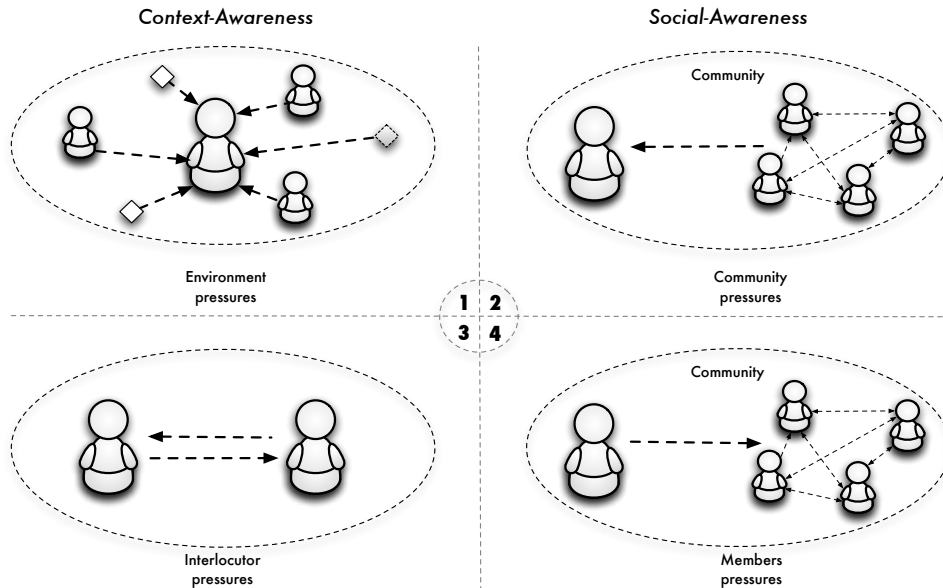 Context-Awareness
Social-Awareness
Community
Environment
pressures
Community
pressures
1 2
3 4
Community
Interlocutor
pressures
Members
pressures